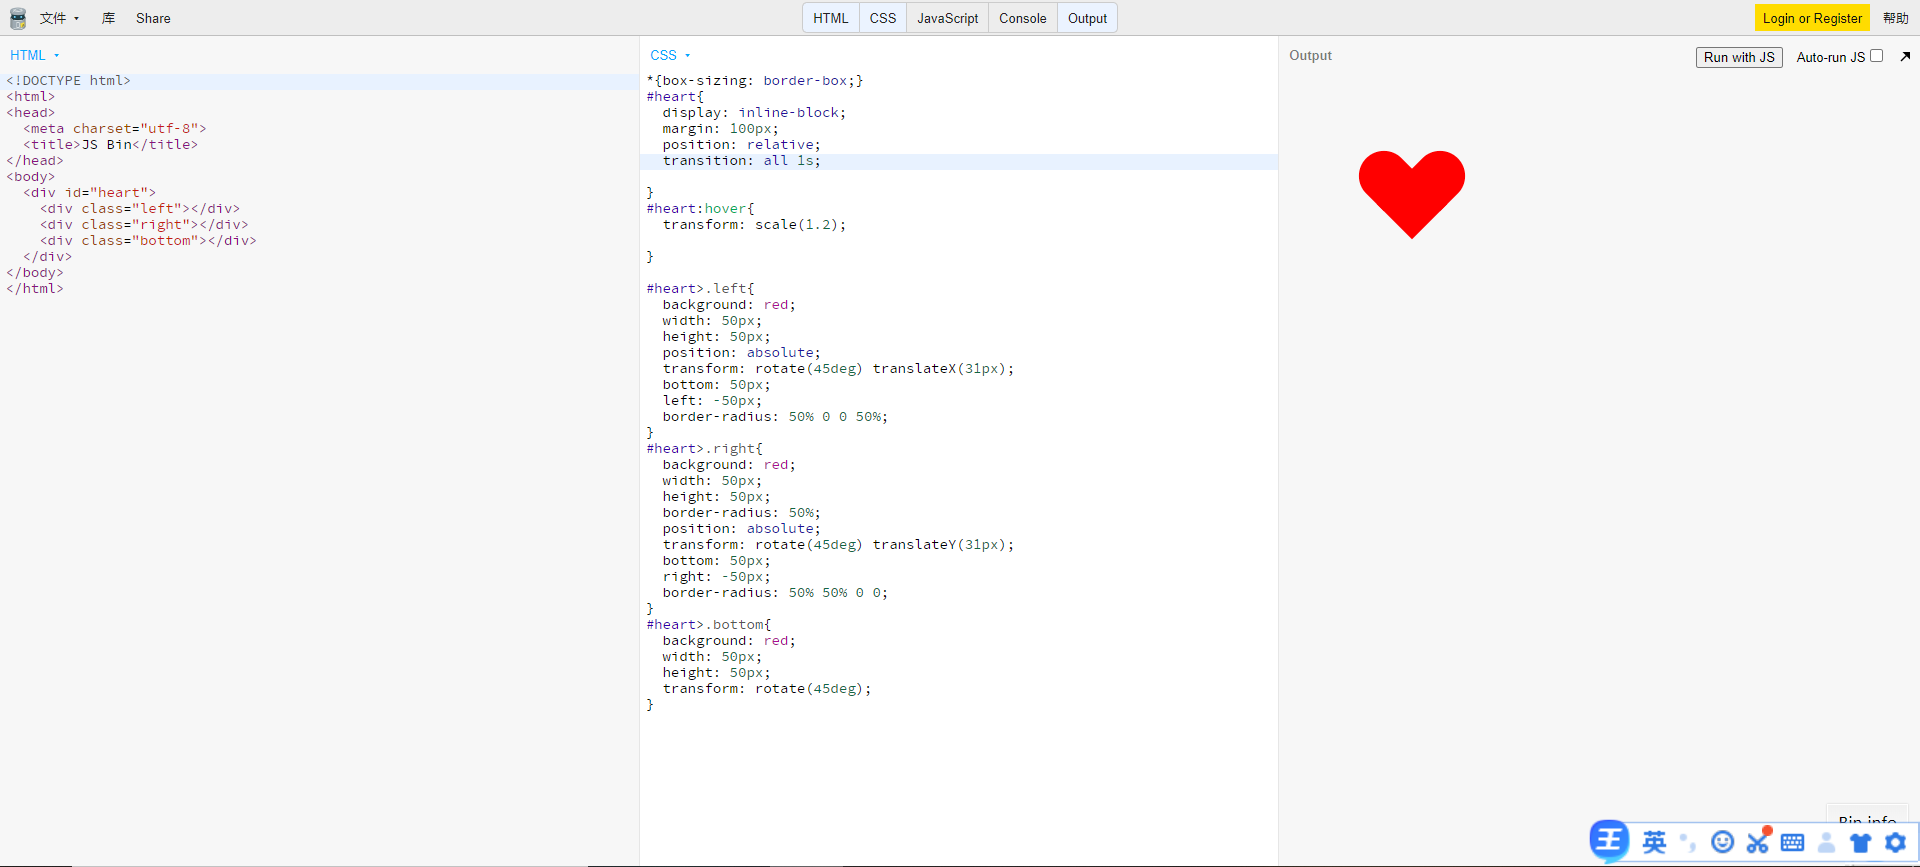 文件 库 Share HTML CSS JavaScript Console Output Login or Register 帮助
HTML
<!DOCTYPE html>
<html>
<head>
  <meta charset="utf-8">
  <title>JS Bin</title>
</head>
<body>
  <div id="heart">
    <div class="left"></div>
    <div class="right"></div>
    <div class="bottom"></div>
  </div>
</body>
</html>
CSS
*{box-sizing: border-box;}
#heart{
  display: inline-block;
  margin: 100px;
  position: relative;
  transition: all 1s;
}
#heart:hover{
  transform: scale(1.2);
}
#heart>.left{
  background: red;
  width: 50px;
  height: 50px;
  position: absolute;
  transform: rotate(45deg) translateX(31px);
  bottom: 50px;
  left: -50px;
  border-radius: 50% 0 0 50%;
}
#heart>.right{
  background: red;
  width: 50px;
  height: 50px;
  border-radius: 50%;
  position: absolute;
  transform: rotate(45deg) translateY(31px);
  bottom: 50px;
  right: -50px;
  border-radius: 50% 50% 0 0;
}
#heart>.bottom{
  background: red;
  width: 50px;
  height: 50px;
  transform: rotate(45deg);
}
Output Run with JS Auto-run JS
Bin info
王 英